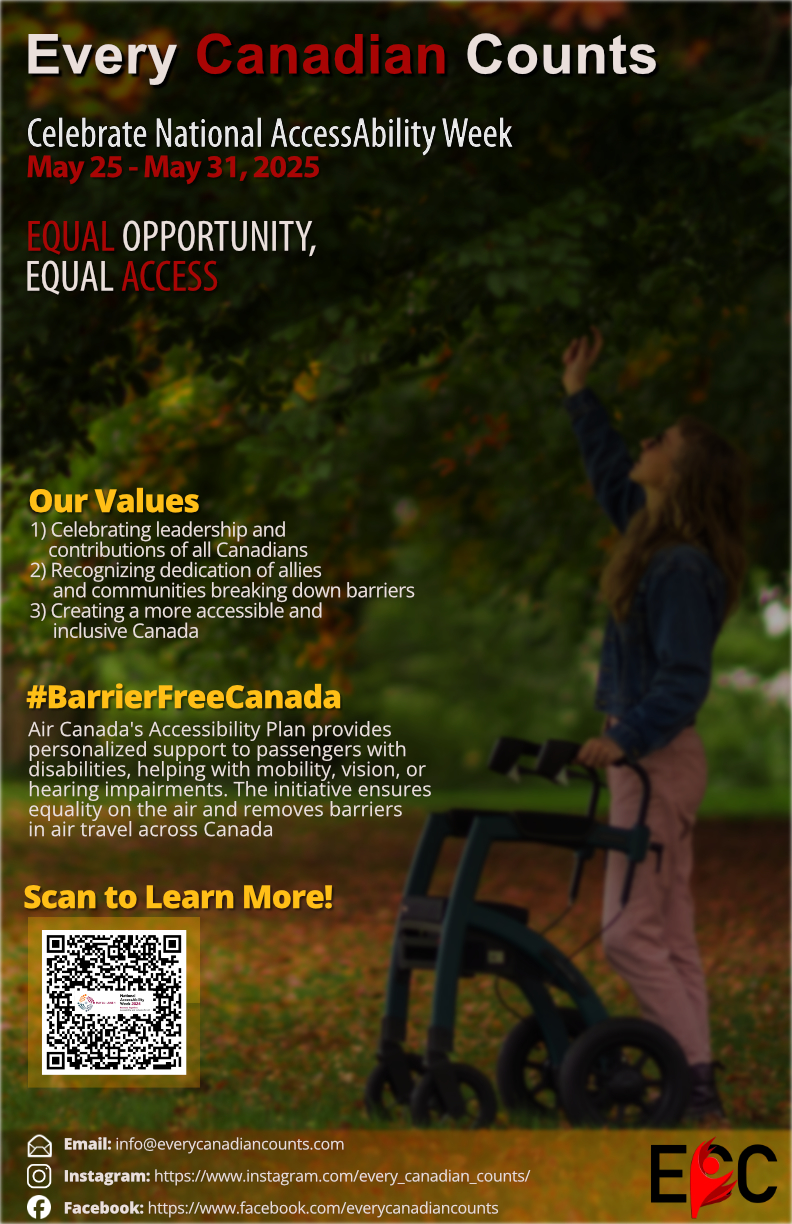 Every Canadian Counts
Celebrate National AccessAbility Week
May 25 - May 31, 2025
EQUAL OPPORTUNITY,
EQUAL ACCESS
Our Values
1) Celebrating leadership and
contributions of all Canadians
2) Recognizing dedication of allies
and communities breaking down barriers
3) Creating a more accessible and
inclusive Canada
#BarrierFreeCanada
Air Canada's Accessibility Plan provides
personalized support to passengers with
disabilities, helping with mobility, vision, or
hearing impairments. The initiative ensures
equality on the air and removes barriers
in air travel across Canada
Scan to Learn More!
National
AccessAbility
Week
Email: info@everycanadiancounts.com
Instagram: https://www.instagram.com/every_canadian_counts/
Facebook: https://www.facebook.com/everycanadiancounts
ECC